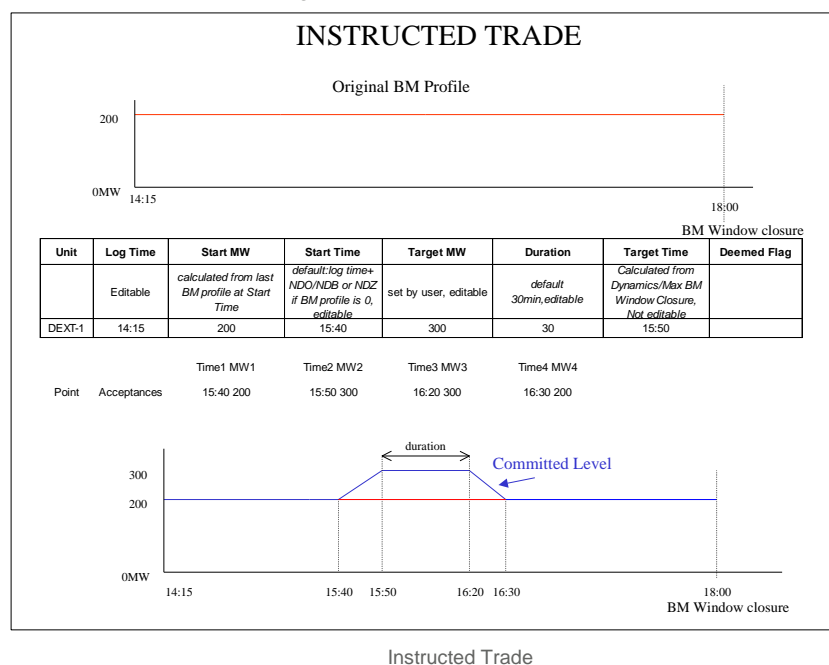 INSTRUCTED TRADE
Original BM Profile
200
0MW
14:15
18:00
BM Window closure
Unit Log Time Start MW Start Time Target MW Duration Target Time Deemed Flag
Editable
calculated from last
BM profile at Start
Time
default:log time+
NDO/NDB or NDZ
if BM profile is 0,
editable
set by user, editable
default
30min,editable
Calculated from
Dynamics/Max BM
Window Closure,
Not editable
DEXT-1 14:15 200 15:40 300 30 15:50
Time1 MW1 Time2 MW2 Time3 MW3 Time4 MW4
Point Acceptances 15:40 200 15:50 300 16:20 300 16:30 200
duration
Committed Level
300
200
0MW
14:15 15:40 15:50 16:20 16:30 18:00
BM Window closure
Instructed Trade